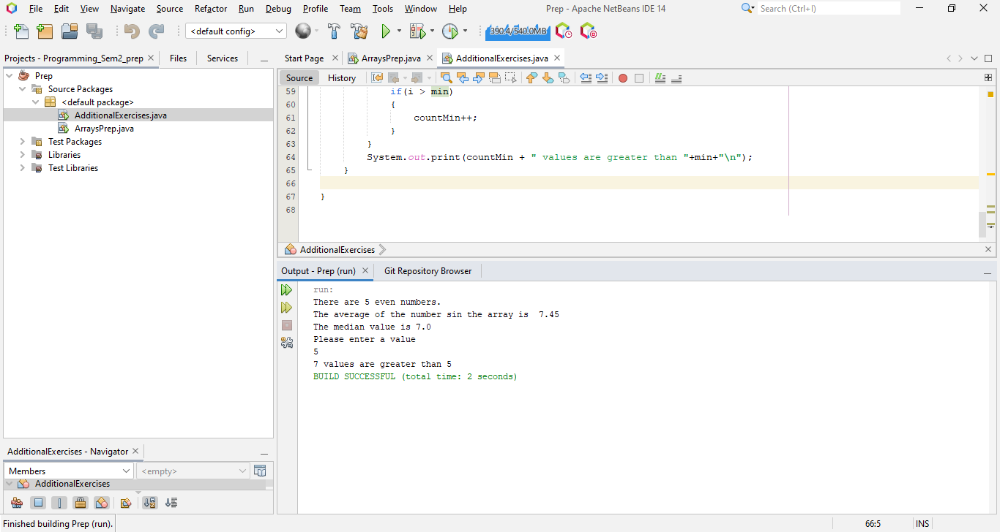 File Edit View Navigate Source Refactor Run Debug Profile Team Tools Window Help Prep - Apache NetBeans IDE 14 Search (Ctrl+I)
<default config> 390.4/540.0MB
Projects - Programming_Sem2_prep Files Services
Prep
Source Packages
<default package>
AdditionalExercises.java
ArraysPrep.java
Test Packages
Libraries
Test Libraries
Start Page ArraysPrep.java AdditionalExercises.java
Source History
59 if(i > min)
60 {
61 countMin++;
62 }
63 }
64 System.out.print(countMin + " values are greater than "+min+"\n");
65 }
66
67 }
68
AdditionalExercises
Output - Prep (run) Git Repository Browser
run:
There are 5 even numbers.
The average of the number sin the array is  7.45
The median value is 7.0
Please enter a value
5
7 values are greater than 5
BUILD SUCCESSFUL (total time: 2 seconds)
AdditionalExercises - Navigator
Members <empty>
AdditionalExercises
Finished building Prep (run). 66:5 INS